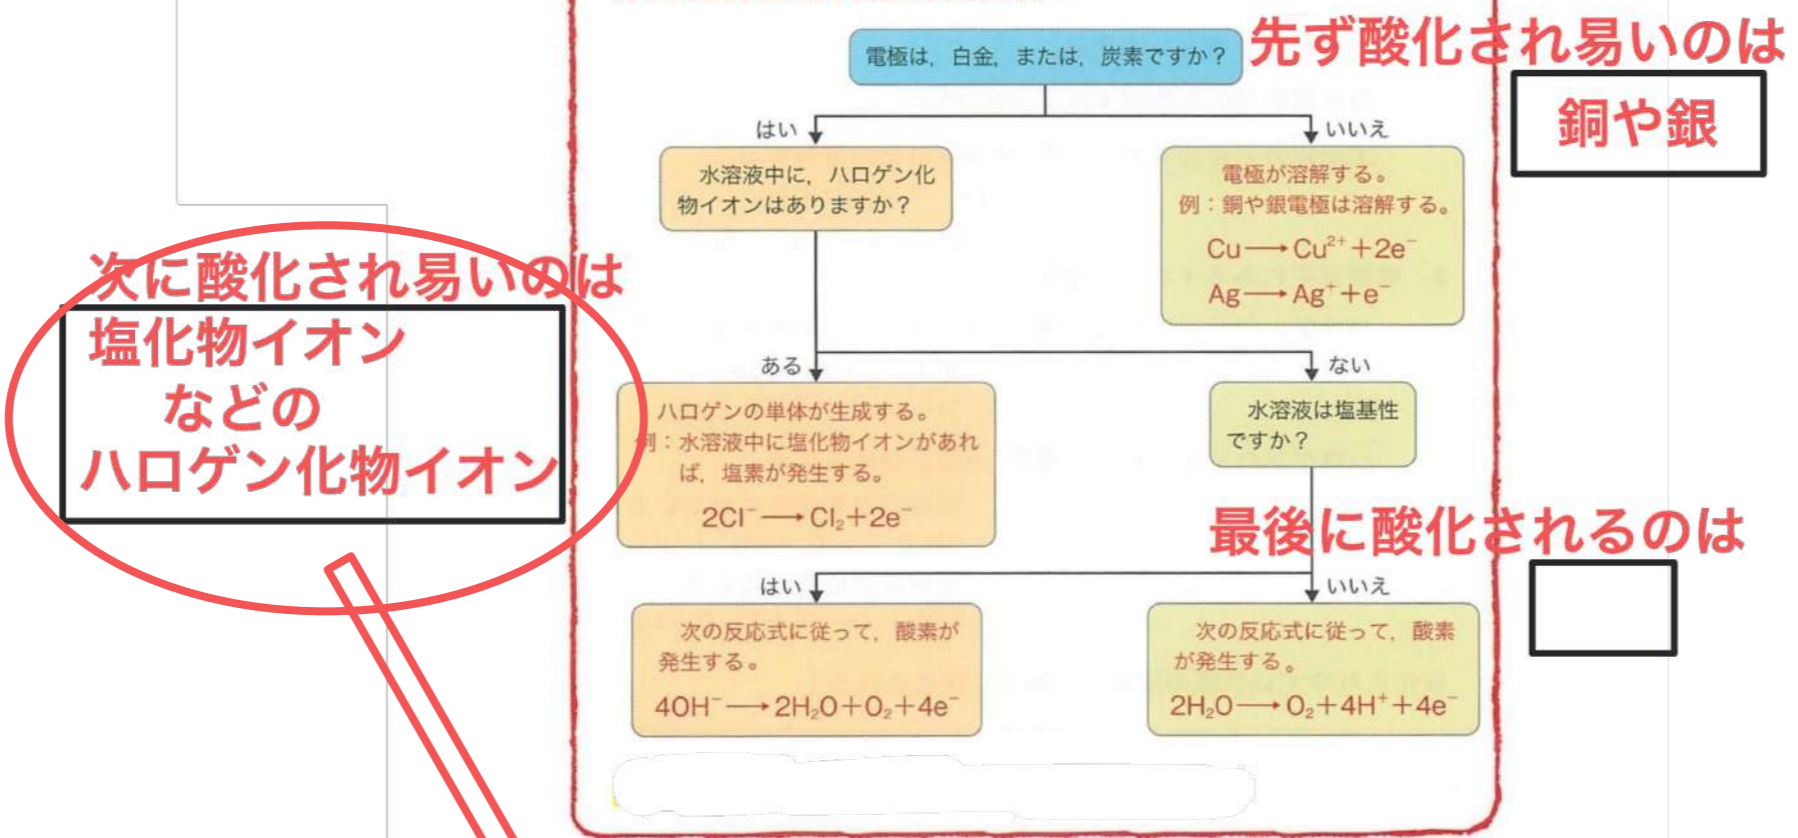 電極は，白金，または，炭素ですか？
先ず酸化され易いのは
銅や銀
はい
いいえ
水溶液中に，ハロゲン化
物イオンはありますか？
電極が溶解する。
例：銅や銀電極は溶解する。
Cu→Cu²⁺+2e⁻
Ag→Ag⁺+e⁻
次に酸化され易いのは
塩化物イオン
などの
ハロゲン化物イオン
ある
ない
ハロゲンの単体が生成する。
例：水溶液中に塩化物イオンがあれ
ば，塩素が発生する。
2Cl⁻→Cl₂+2e⁻
水溶液は塩基性
ですか？
最後に酸化されるのは
はい
いいえ
次の反応式に従って，酸素が
発生する。
4OH⁻→2H₂O+O₂+4e⁻
次の反応式に従って，酸素
が発生する。
2H₂O→O₂+4H⁺+4e⁻